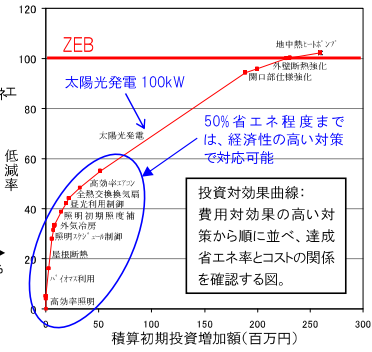 ZEB
120
100
80
60
40
20
0
エ
ネ
低
減
率
太陽光発電 100kW
地中熱ヒートポンプ
外壁断熱強化
開口部仕様強化
50%省エネ程度まで
は、経済性の高い対策
で対応可能
太陽光発電
高効率エアコン
全熱交換換気扇
昼光利用制御
照明初期照度補
外気冷房
照明スケジュール制御
屋根断熱
バイオマス利用
高効率照明
投資対効果曲線：
費用対効果の高い対
策から順に並べ、達成
省エネ率とコストの関係
を確認する図。
0 50 100 150 200 250 300
積算初期投資増加額(百万円)